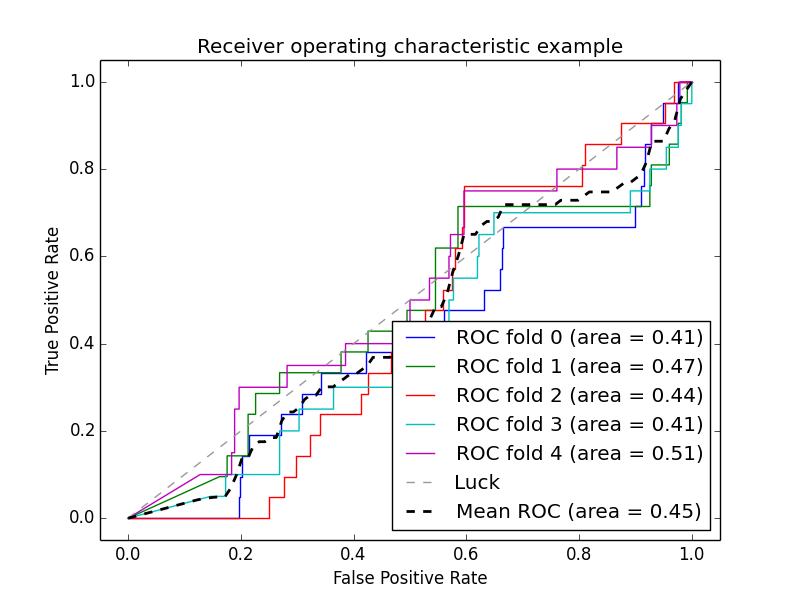 Receiver operating characteristic example
True Positive Rate
1.0
0.8
0.6
0.4
0.2
0.0
ROC fold 0 (area = 0.41)
ROC fold 1 (area = 0.47)
ROC fold 2 (area = 0.44)
ROC fold 3 (area = 0.41)
ROC fold 4 (area = 0.51)
Luck
Mean ROC (area = 0.45)
0.0 0.2 0.4 0.6 0.8 1.0
False Positive Rate